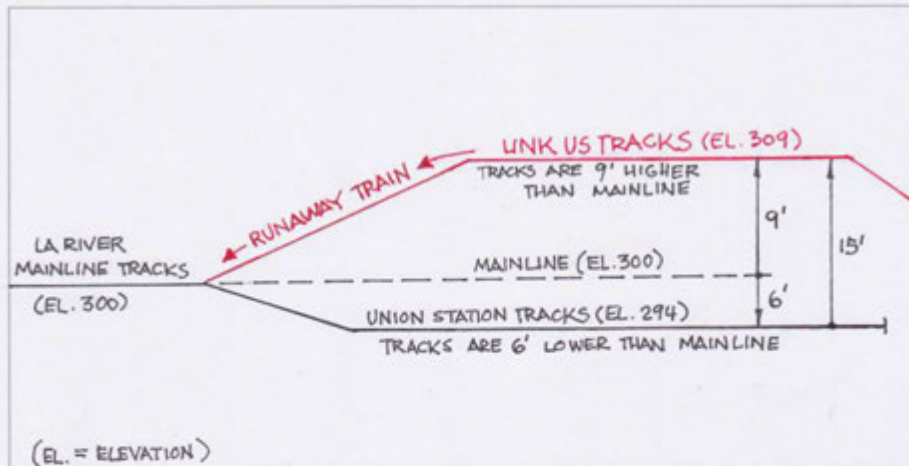 LINK US TRACKS (EL. 309)
TRACKS ARE 9' HIGHER
THAN MAINLINE
RUNAWAY TRAIN
9'
15'
LA RIVER
MAINLINE TRACKS
(EL. 300)
MAINLINE (EL.300)
6'
UNION STATION TRACKS (EL. 294)
TRACKS ARE 6' LOWER THAN MAINLINE
(EL. = ELEVATION)